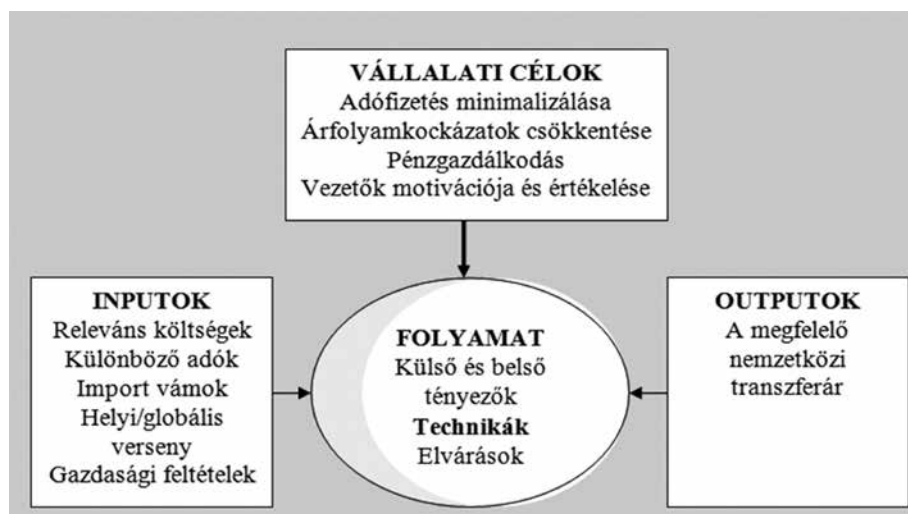 VÁLLALATI CÉLOK
Adófizetés minimalizálása
Árfolyamkockázatok csökkentése
Pénzgazdálkodás
Vezetők motivációja és értékelése
INPUTOK
Releváns költségek
Különböző adók
Import vámok
Helyi/globális
verseny
Gazdasági feltételek
FOLYAMAT
Külső és belső
tényezők
Technikák
Elvárások
OUTPUTOK
A megfelelő
nemzetközi
transzferár